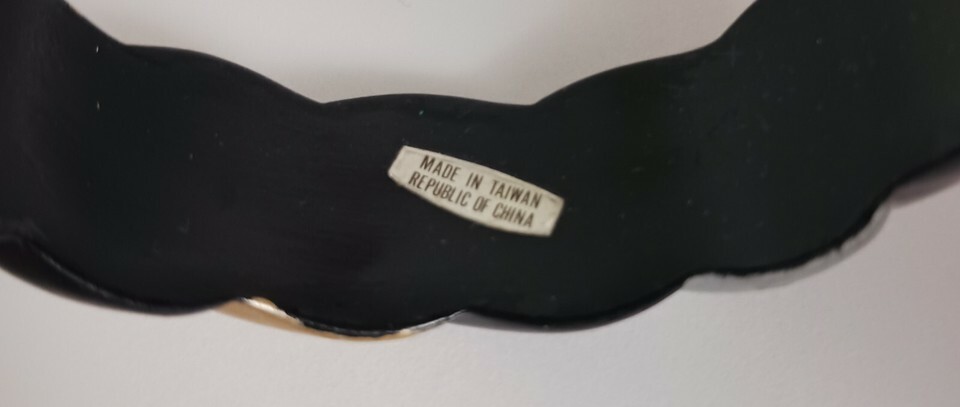 MADE IN TAIWAN
REPUBLIC OF CHINA